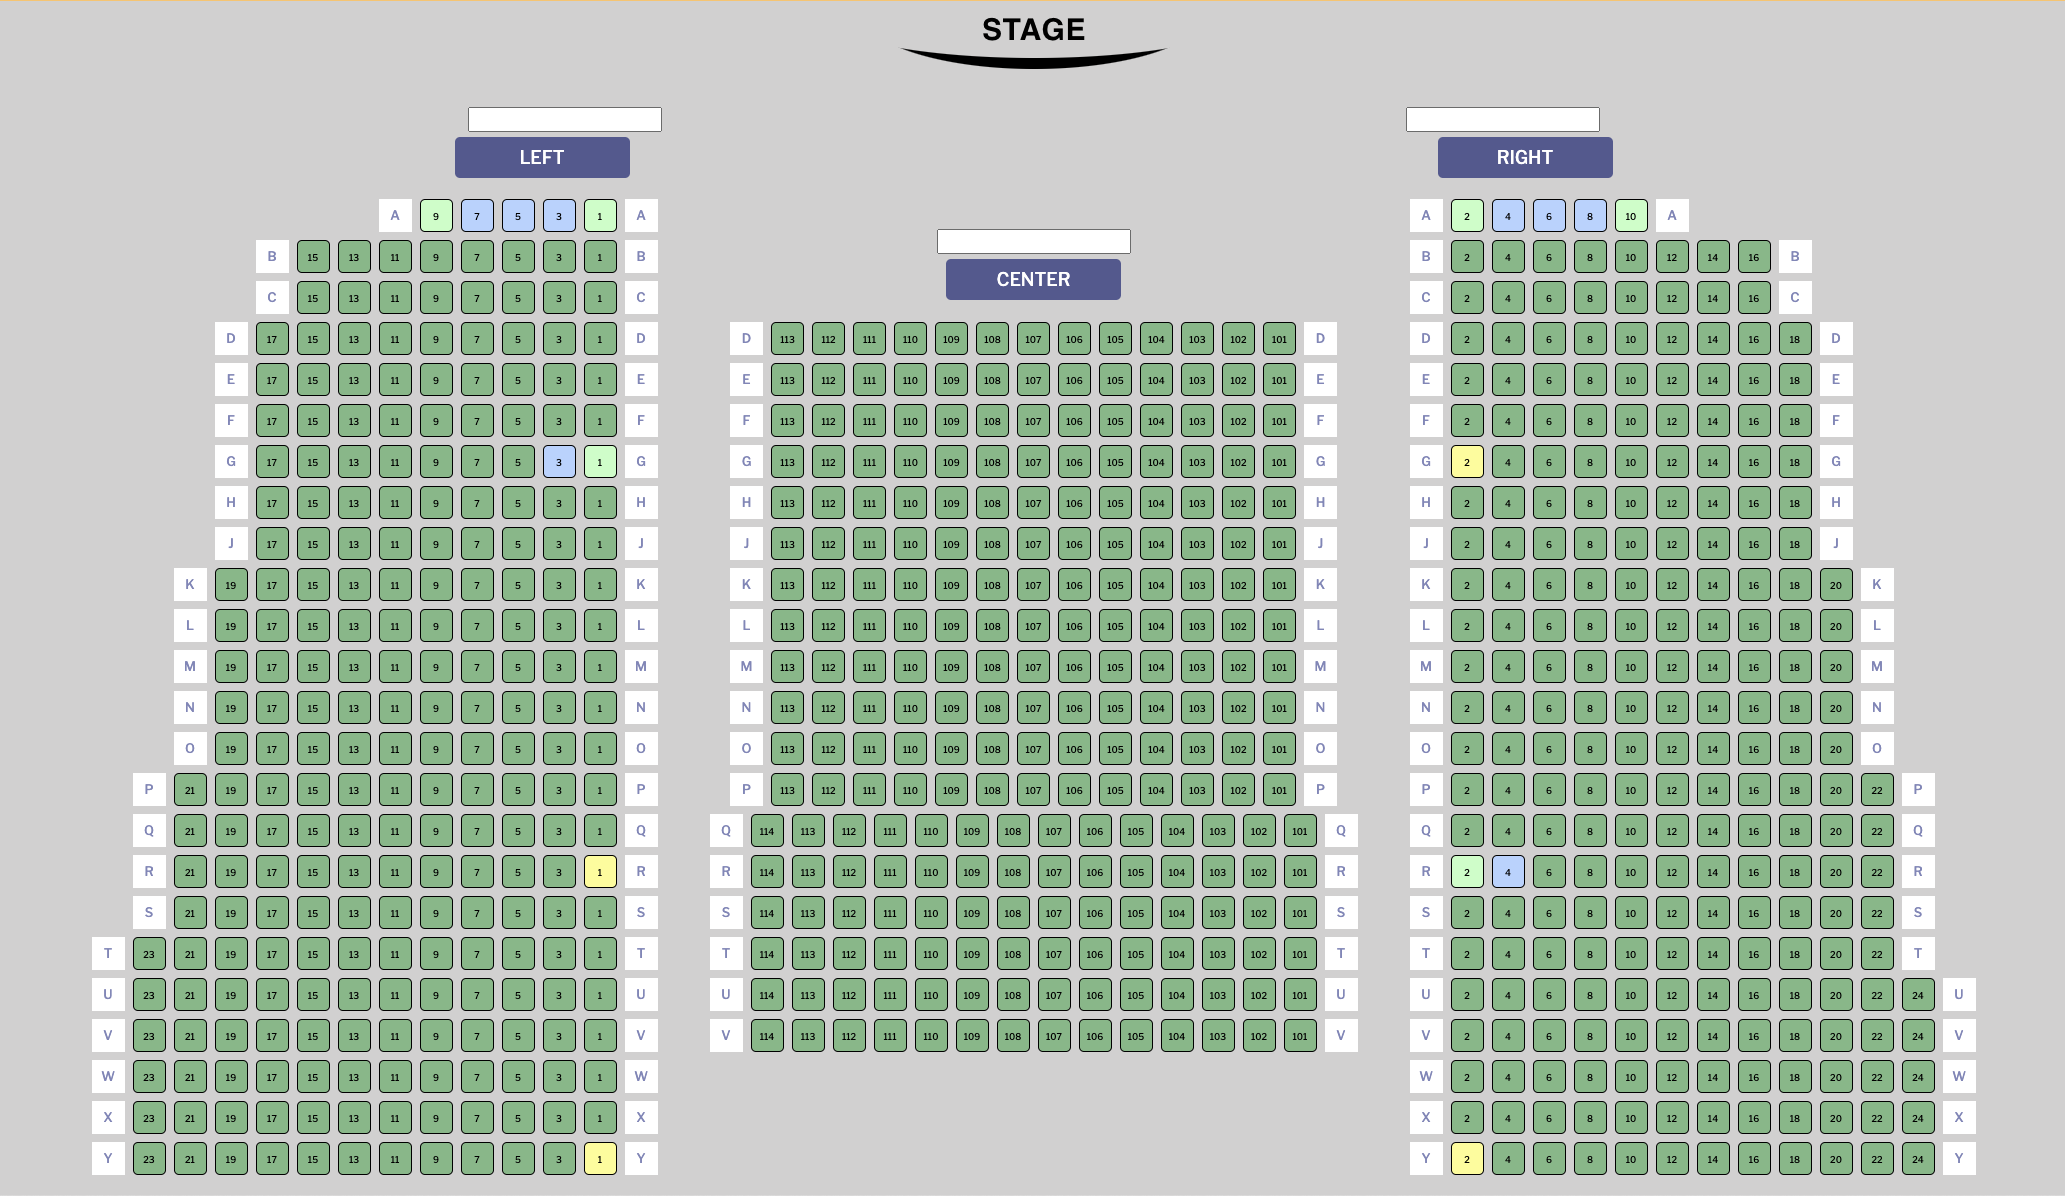 STAGE
LEFT RIGHT
A 9 7 5 3 1 A A 2 4 6 8 10 A
B 15 13 11 9 7 5 3 1 B B 2 4 6 8 10 12 14 16 B
CENTER
C 15 13 11 9 7 5 3 1 C C 2 4 6 8 10 12 14 16 C
D 17 15 13 11 9 7 5 3 1 D D 113 112 111 110 109 108 107 106 105 104 103 102 101 D D 2 4 6 8 10 12 14 16 18 D
E 17 15 13 11 9 7 5 3 1 E E 113 112 111 110 109 108 107 106 105 104 103 102 101 E E 2 4 6 8 10 12 14 16 18 E
F 17 15 13 11 9 7 5 3 1 F F 113 112 111 110 109 108 107 106 105 104 103 102 101 F F 2 4 6 8 10 12 14 16 18 F
G 17 15 13 11 9 7 5 3 1 G G 113 112 111 110 109 108 107 106 105 104 103 102 101 G G 2 4 6 8 10 12 14 16 18 G
H 17 15 13 11 9 7 5 3 1 H H 113 112 111 110 109 108 107 106 105 104 103 102 101 H H 2 4 6 8 10 12 14 16 18 H
J 17 15 13 11 9 7 5 3 1 J J 113 112 111 110 109 108 107 106 105 104 103 102 101 J J 2 4 6 8 10 12 14 16 18 J
K 19 17 15 13 11 9 7 5 3 1 K K 113 112 111 110 109 108 107 106 105 104 103 102 101 K K 2 4 6 8 10 12 14 16 18 20 K
L 19 17 15 13 11 9 7 5 3 1 L L 113 112 111 110 109 108 107 106 105 104 103 102 101 L L 2 4 6 8 10 12 14 16 18 20 L
M 19 17 15 13 11 9 7 5 3 1 M M 113 112 111 110 109 108 107 106 105 104 103 102 101 M M 2 4 6 8 10 12 14 16 18 20 M
N 19 17 15 13 11 9 7 5 3 1 N N 113 112 111 110 109 108 107 106 105 104 103 102 101 N N 2 4 6 8 10 12 14 16 18 20 N
O 19 17 15 13 11 9 7 5 3 1 O O 113 112 111 110 109 108 107 106 105 104 103 102 101 O O 2 4 6 8 10 12 14 16 18 20 O
P 21 19 17 15 13 11 9 7 5 3 1 P P 113 112 111 110 109 108 107 106 105 104 103 102 101 P P 2 4 6 8 10 12 14 16 18 20 22 P
Q 21 19 17 15 13 11 9 7 5 3 1 Q Q 114 113 112 111 110 109 108 107 106 105 104 103 102 101 Q Q 2 4 6 8 10 12 14 16 18 20 22 Q
R 21 19 17 15 13 11 9 7 5 3 1 R R 114 113 112 111 110 109 108 107 106 105 104 103 102 101 R R 2 4 6 8 10 12 14 16 18 20 22 R
S 21 19 17 15 13 11 9 7 5 3 1 S S 114 113 112 111 110 109 108 107 106 105 104 103 102 101 S S 2 4 6 8 10 12 14 16 18 20 22 S
T 23 21 19 17 15 13 11 9 7 5 3 1 T T 114 113 112 111 110 109 108 107 106 105 104 103 102 101 T T 2 4 6 8 10 12 14 16 18 20 22 T
U 23 21 19 17 15 13 11 9 7 5 3 1 U U 114 113 112 111 110 109 108 107 106 105 104 103 102 101 U U 2 4 6 8 10 12 14 16 18 20 22 24 U
V 23 21 19 17 15 13 11 9 7 5 3 1 V V 114 113 112 111 110 109 108 107 106 105 104 103 102 101 V V 2 4 6 8 10 12 14 16 18 20 22 24 V
W 23 21 19 17 15 13 11 9 7 5 3 1 W W 2 4 6 8 10 12 14 16 18 20 22 24 W
X 23 21 19 17 15 13 11 9 7 5 3 1 X X 2 4 6 8 10 12 14 16 18 20 22 24 X
Y 23 21 19 17 15 13 11 9 7 5 3 1 Y Y 2 4 6 8 10 12 14 16 18 20 22 24 Y